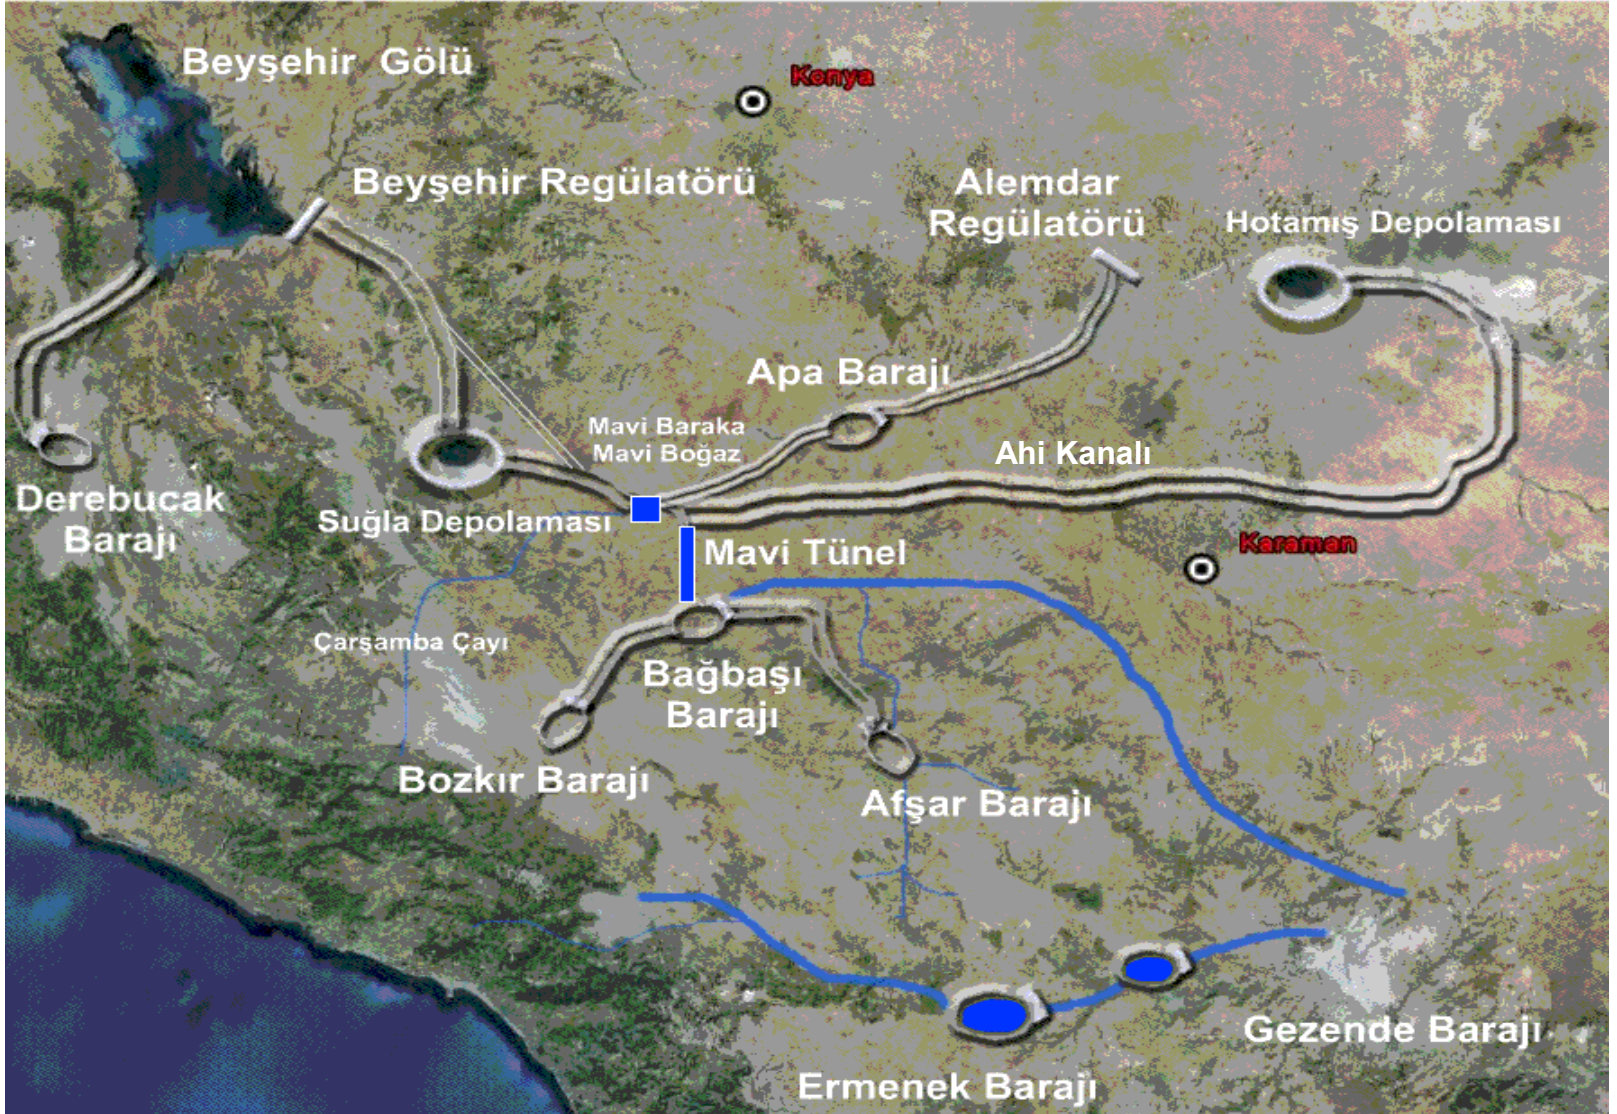 Beyşehir Gölü
Konya
Beyşehir Regülatörü
Alemdar
Regülatörü
Hotamış Depolaması
Apa Barajı
Mavi Baraka
Mavi Boğaz
Ahi Kanalı
Derebucak
Barajı
Suğla Depolaması
Mavi Tünel
Karaman
Çarşamba Çayı
Bağbaşı
Barajı
Bozkır Barajı
Afşar Barajı
Gezende Barajı
Ermenek Barajı